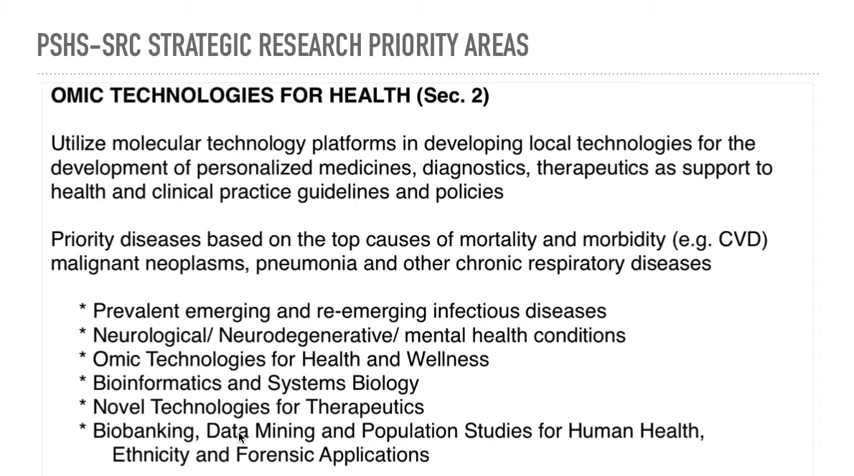 PSHS-SRC STRATEGIC RESEARCH PRIORITY AREAS
OMIC TECHNOLOGIES FOR HEALTH (Sec. 2)
Utilize molecular technology platforms in developing local technologies for the
development of personalized medicines, diagnostics, therapeutics as support to
health and clinical practice guidelines and policies
Priority diseases based on the top causes of mortality and morbidity (e.g. CVD)
malignant neoplasms, pneumonia and other chronic respiratory diseases
* Prevalent emerging and re-emerging infectious diseases
* Neurological/ Neurodegenerative/ mental health conditions
* Omic Technologies for Health and Wellness
* Bioinformatics and Systems Biology
* Novel Technologies for Therapeutics
* Biobanking, Data Mining and Population Studies for Human Health,
Ethnicity and Forensic Applications